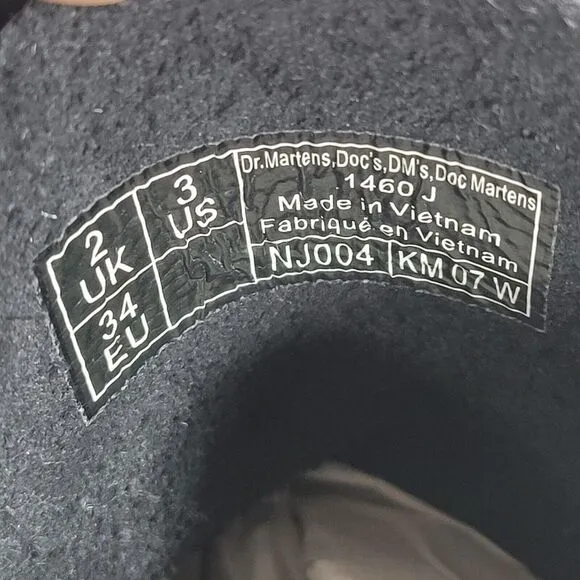 2
UK
3
US
34
EU
Dr.Martens,Doc's,DM's,Doc Martens
1460 J
Made in Vietnam
Fabriqué en Vietnam
NJ004
KM 07 W